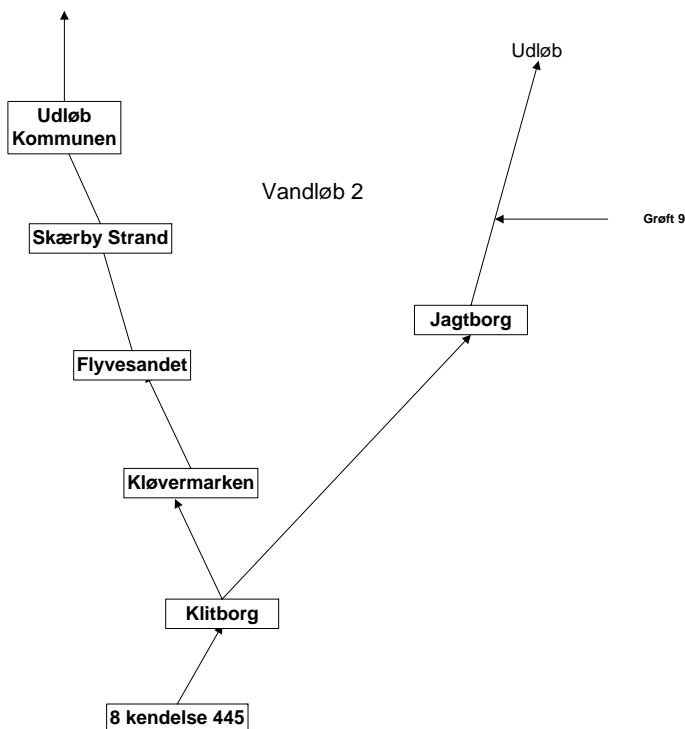 Udløb
Udløb
Kommunen
Vandløb 2
Skærby Strand
Grøft 9
Jagtborg
Flyvesandet
Kløvermarken
Klitborg
8 kendelse 445